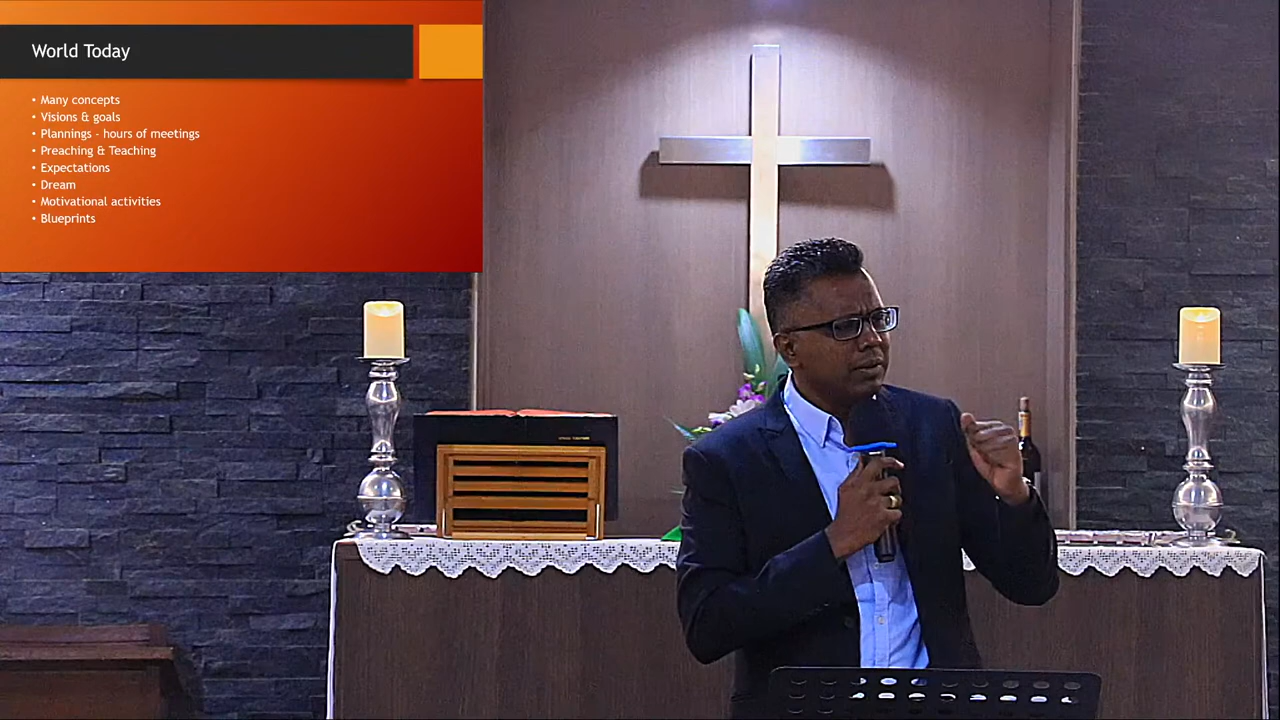 World Today
• Many concepts
• Visions & goals
• Plannings - hours of meetings
• Preaching & Teaching
• Expectations
• Dream
• Motivational activities
• Blueprints